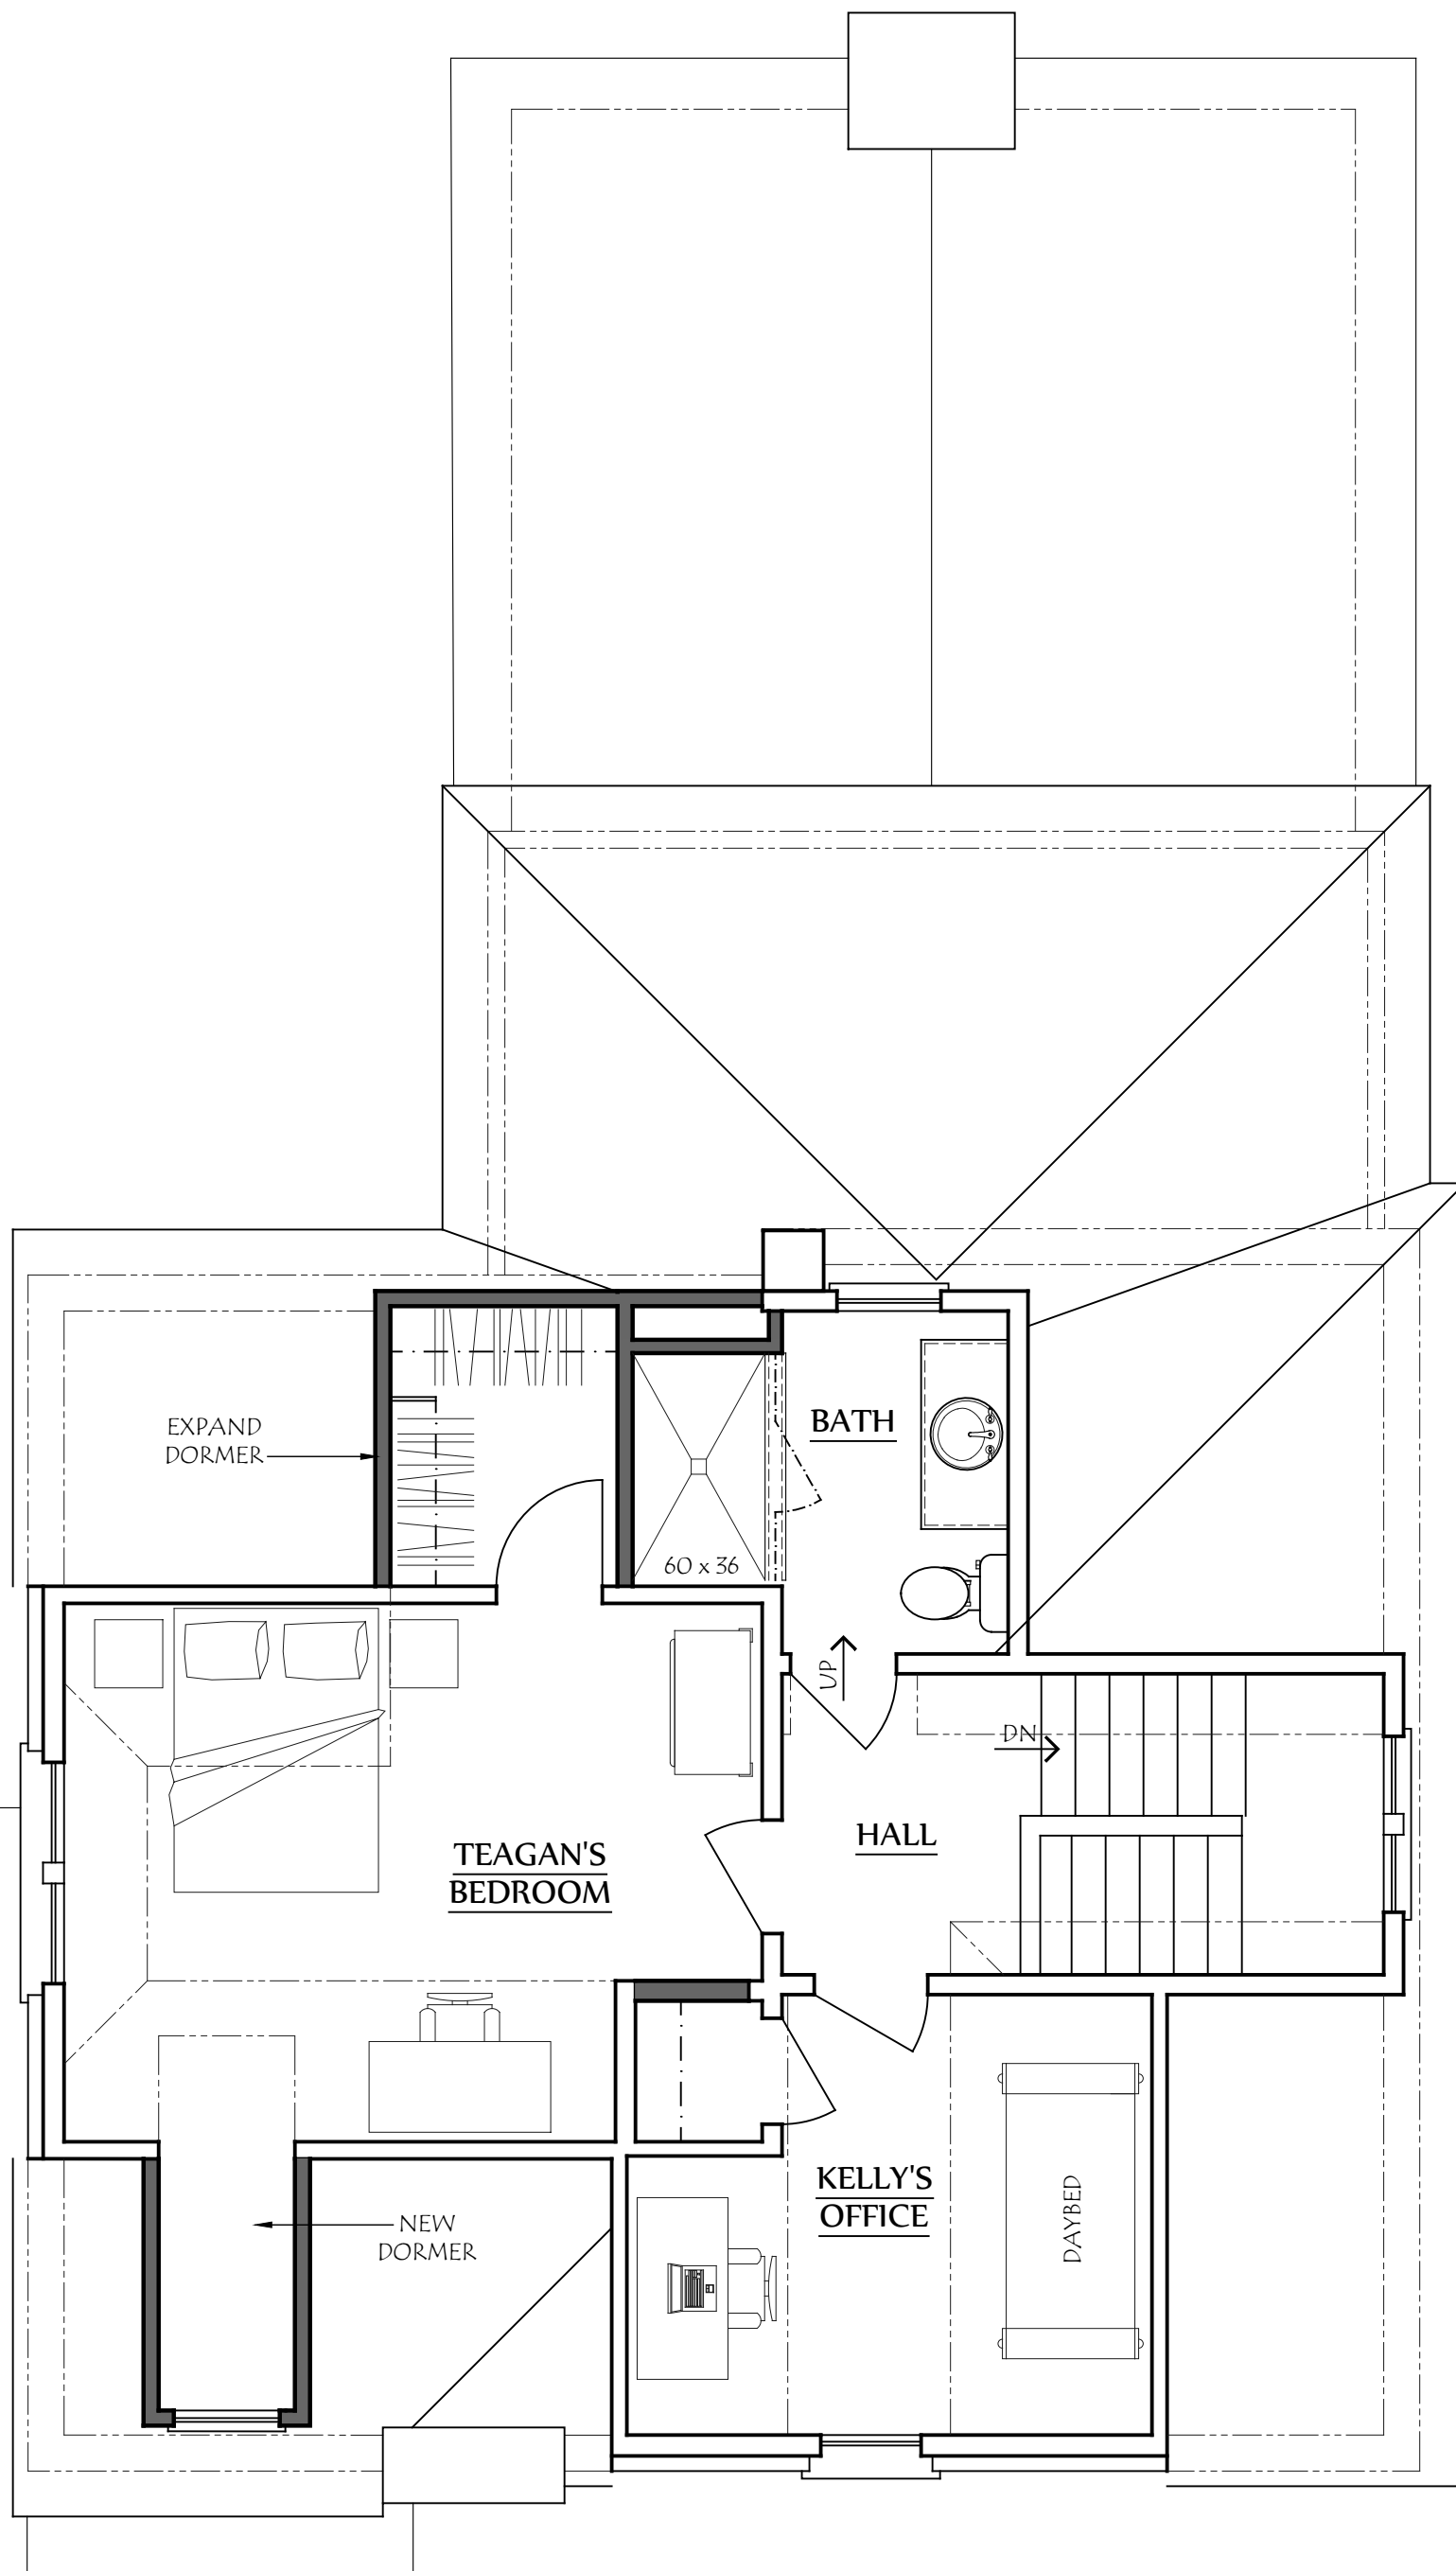 EXPAND
DORMER
BATH
60 x 36
UP
DN
HALL
TEAGAN'S
BEDROOM
KELLY'S
OFFICE
DAYBED
NEW
DORMER